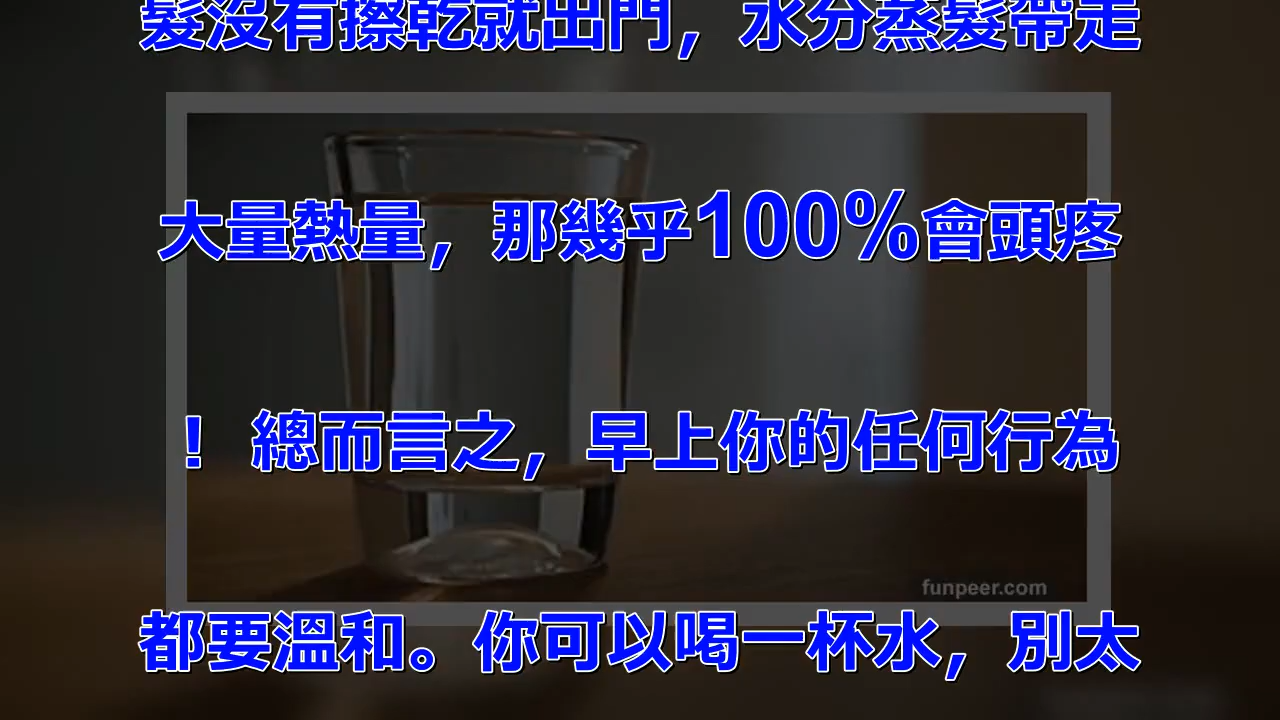 髮沒有擦乾就出門，水分蒸髮帶走
大量熱量，那幾乎100%會頭疼
！ 總而言之，早上你的任何行為
funpeer.com
都要溫和。你可以喝一杯水，別太